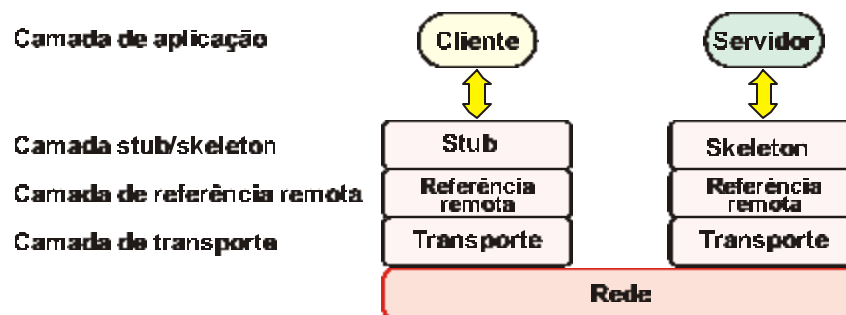 Camada de aplicação Cliente Servidor
Camada stub/skeleton Stub Skeleton
Camada de referência remota Referência remota Referência remota
Camada de transporte Transporte Transporte
Rede